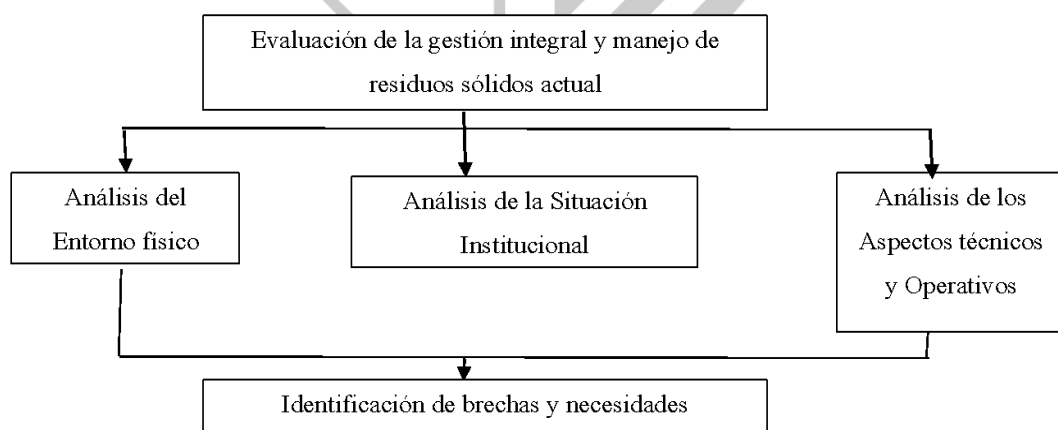 Evaluación de la gestión integral y manejo de
residuos sólidos actual
Análisis del
Entorno físico
Análisis de la Situación
Institucional
Análisis de los
Aspectos técnicos
y Operativos
Identificación de brechas y necesidades